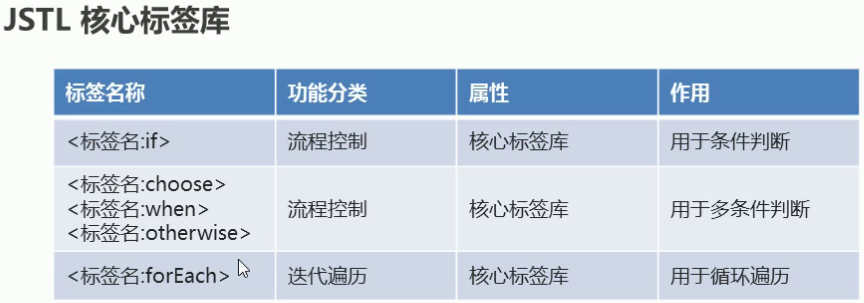 JSTL 核心标签库
标签名称 功能分类 属性 作用
<标签名:if> 流程控制 核心标签库 用于条件判断
<标签名:choose>
<标签名:when> 流程控制 核心标签库 用于多条件判断
<标签名:otherwise>
<标签名:forEach> 迭代遍历 核心标签库 用于循环遍历